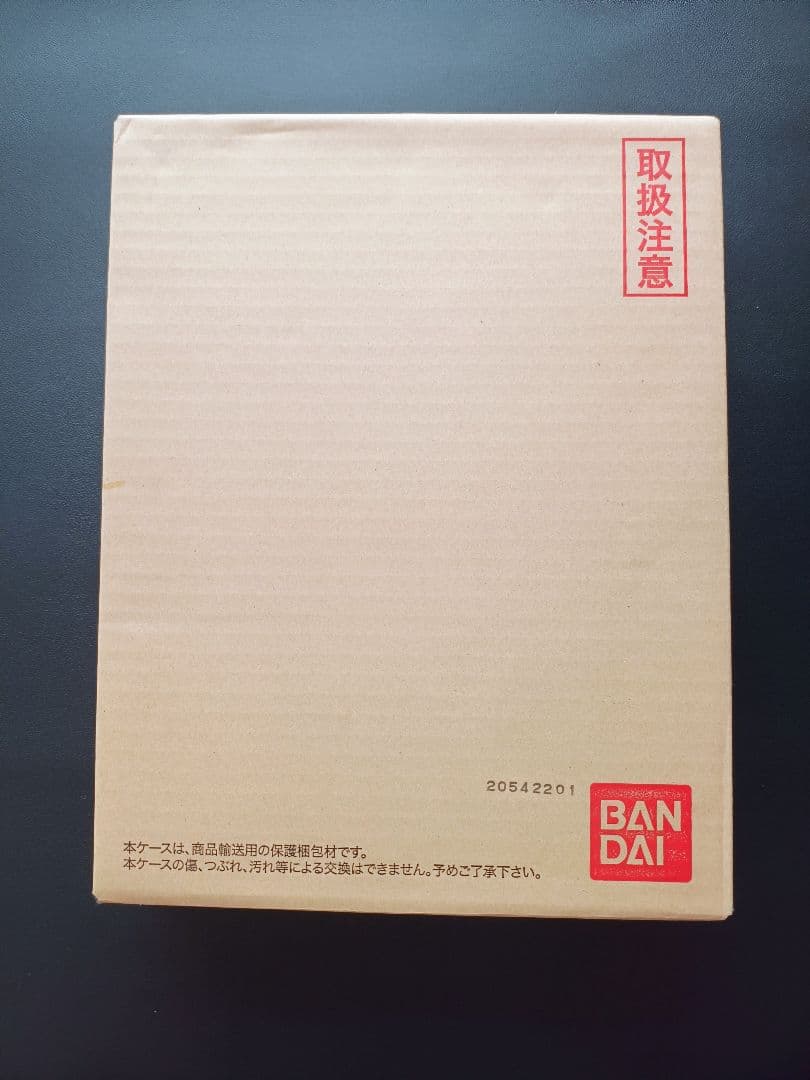 取扱注意
20542201
BAN
DAI
本ケースは、商品輸送用の保護梱包材です。
本ケースの傷、つぶれ、汚れ等による交換はできません。予めご了承下さい。